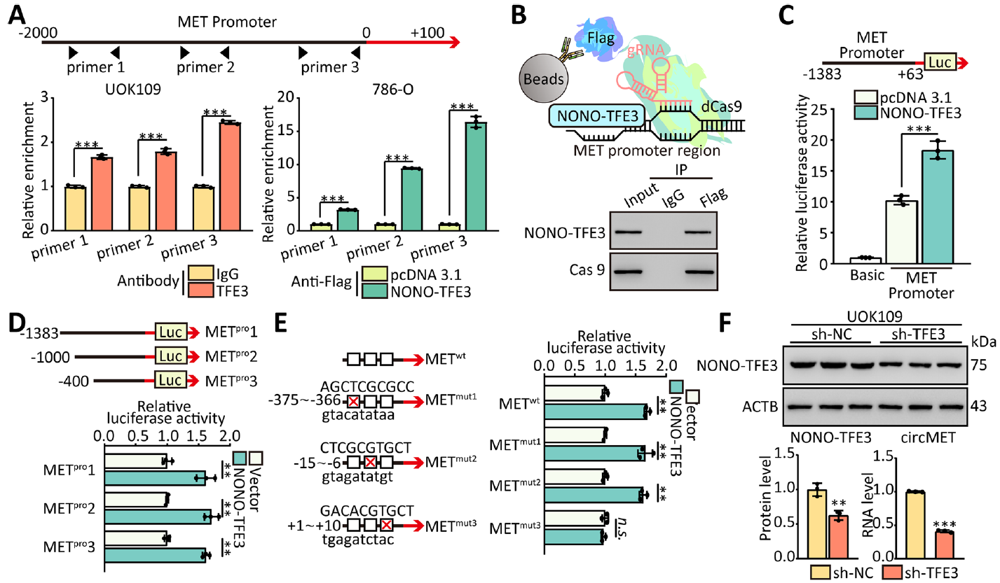 A
MET Promoter
-2000
0
+100
primer 1
primer 2
primer 3
UOK109
Relative enrichment
3
2
1
0
***
***
***
primer 1
primer 2
primer 3
Antibody
IgG
TFE3
786-O
Relative enrichment
20
15
10
5
0
***
***
***
primer 1
primer 2
primer 3
Anti-Flag
pcDNA 3.1
NONO-TFE3
B
Flag
gRNA
Beads
dCas9
NONO-TFE3
MET promoter region
IP
Input
IgG
Flag
NONO-TFE3
Cas 9
C
MET
Promoter
Luc
-1383
+63
pcDNA 3.1
NONO-TFE3
Relative luciferase activity
25
20
15
10
5
0
***
Basic
MET
Promoter
D
-1383
Luc
METpro1
-1000
Luc
METpro2
-400
Luc
METpro3
Relative
luciferase activity
0.0
0.5
1.0
1.5
2.0
METpro1
METpro2
METpro3
**
**
**
Vector
NONO-TFE3
E
METwt
AGCTCGCGCC
-375~-366
METmut1
gtacatataa
CTCGCGTGCT
-15~-6
METmut2
gtagatatgt
GACACGTGCT
+1~+10
METmut3
tgagatctac
Relative
luciferase activity
0.0
0.5
1.0
1.5
2.0
METwt
METmut1
METmut2
METmut3
**
**
**
n.s.
Vector
NONO-TFE3
F
UOK109
sh-NC
sh-TFE3
kDa
NONO-TFE3
75
ACTB
43
NONO-TFE3
Protein level
1.5
1.0
0.5
0.0
**
circMET
RNA level
1.5
1.0
0.5
0.0
***
sh-NC
sh-TFE3